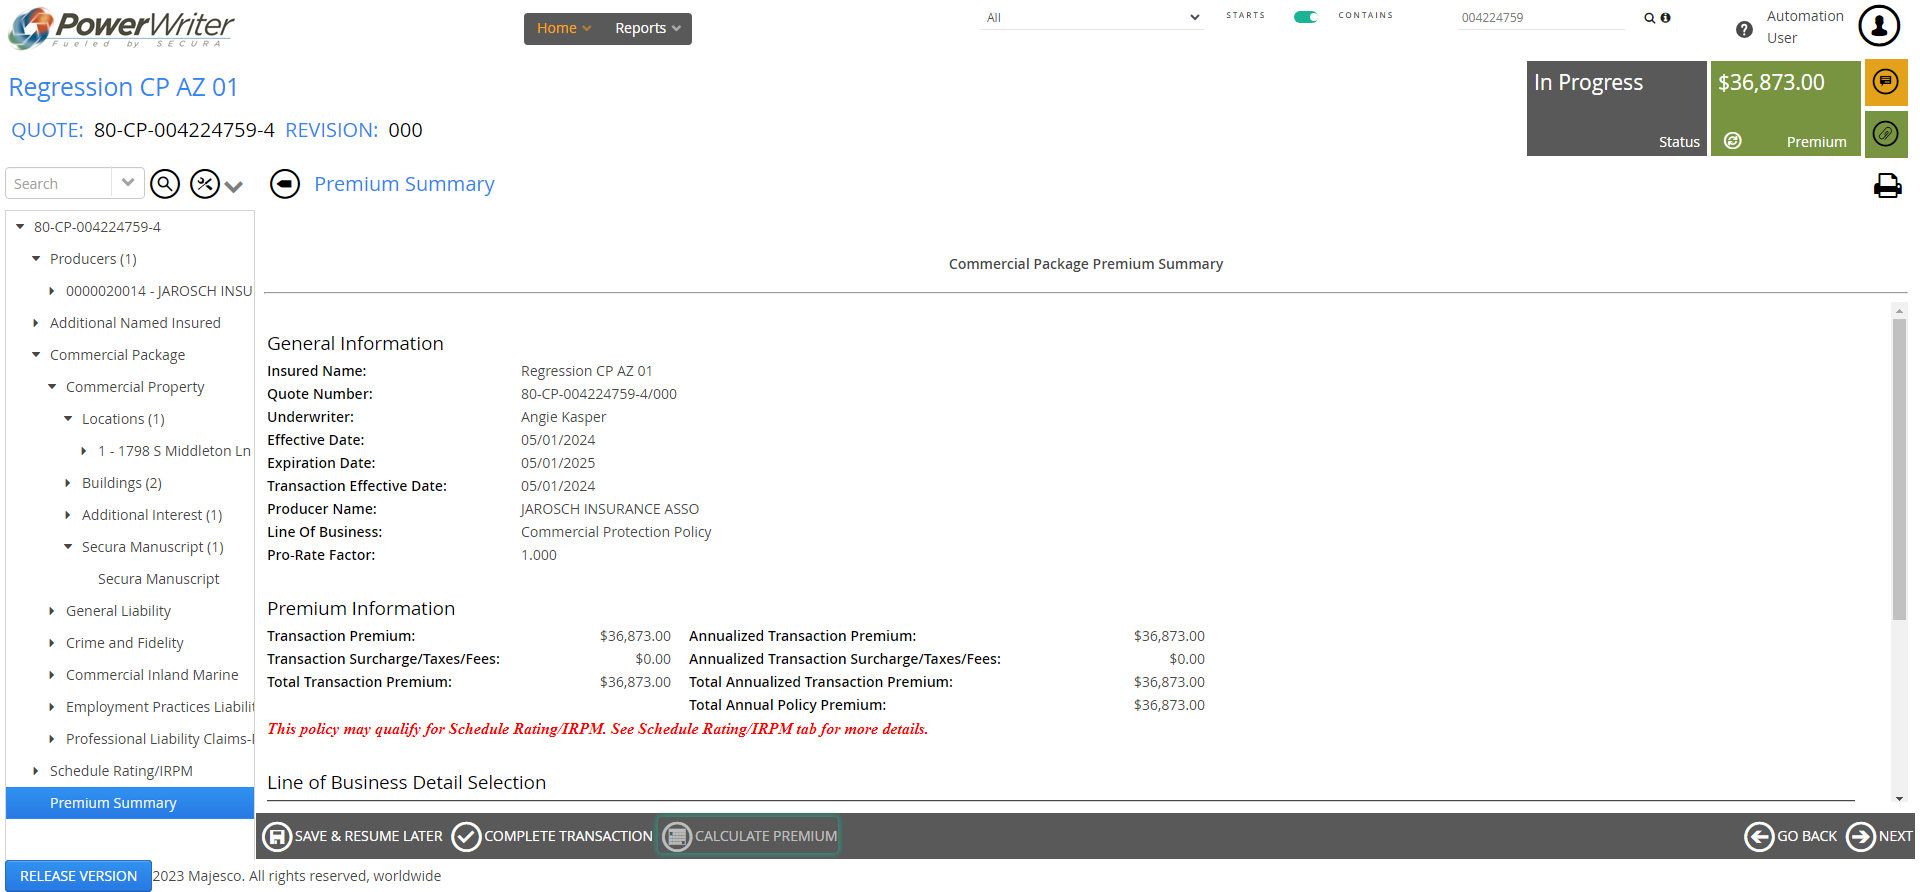 PowerWriter
Fueled by SECURA
Home
Reports
All
STARTS
CONTAINS
004224759
Automation
User
Regression CP AZ 01
QUOTE: 80-CP-004224759-4 REVISION: 000
In Progress
Status
$36,873.00
Premium
Search
Premium Summary
80-CP-004224759-4
Producers (1)
0000020014 - JAROSCH INSU
Additional Named Insured
Commercial Package
Commercial Property
Locations (1)
1 - 1798 S Middleton Ln
Buildings (2)
Additional Interest (1)
Secura Manuscript (1)
Secura Manuscript
General Liability
Crime and Fidelity
Commercial Inland Marine
Employment Practices Liabilit
Professional Liability Claims-
Schedule Rating/IRPM
Premium Summary
Commercial Package Premium Summary
General Information
Insured Name: Regression CP AZ 01
Quote Number: 80-CP-004224759-4/000
Underwriter: Angie Kasper
Effective Date: 05/01/2024
Expiration Date: 05/01/2025
Transaction Effective Date: 05/01/2024
Producer Name: JAROSCH INSURANCE ASSO
Line Of Business: Commercial Protection Policy
Pro-Rate Factor: 1.000
Premium Information
Transaction Premium: $36,873.00 Annualized Transaction Premium: $36,873.00
Transaction Surcharge/Taxes/Fees: $0.00 Annualized Transaction Surcharge/Taxes/Fees: $0.00
Total Transaction Premium: $36,873.00 Total Annualized Transaction Premium: $36,873.00
Total Annual Policy Premium: $36,873.00
This policy may qualify for Schedule Rating/IRPM. See Schedule Rating/IRPM tab for more details.
Line of Business Detail Selection
SAVE & RESUME LATER
COMPLETE TRANSACTION
CALCULATE PREMIUM
GO BACK
NEXT
RELEASE VERSION
2023 Majesco. All rights reserved, worldwide